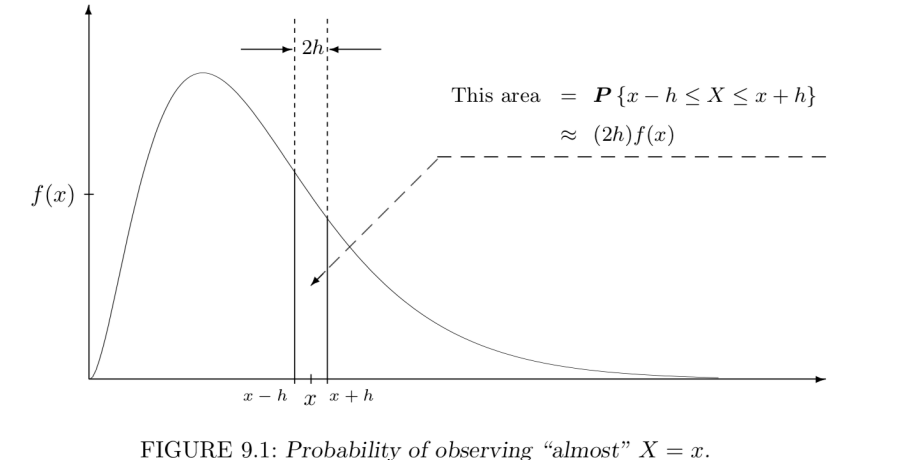 2h
This area = P {x − h ≤ X ≤ x + h}
≈ (2h)f(x)
f(x)
x − h x x + h
FIGURE 9.1: Probability of observing “almost” X = x.